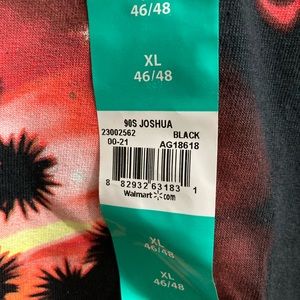 46/48
XL
46/48
90S JOSHUA
23002562 BLACK
00-21 AG18618
8 82932 63183 1
Walmart.com
XL
46/48
XL
46/48